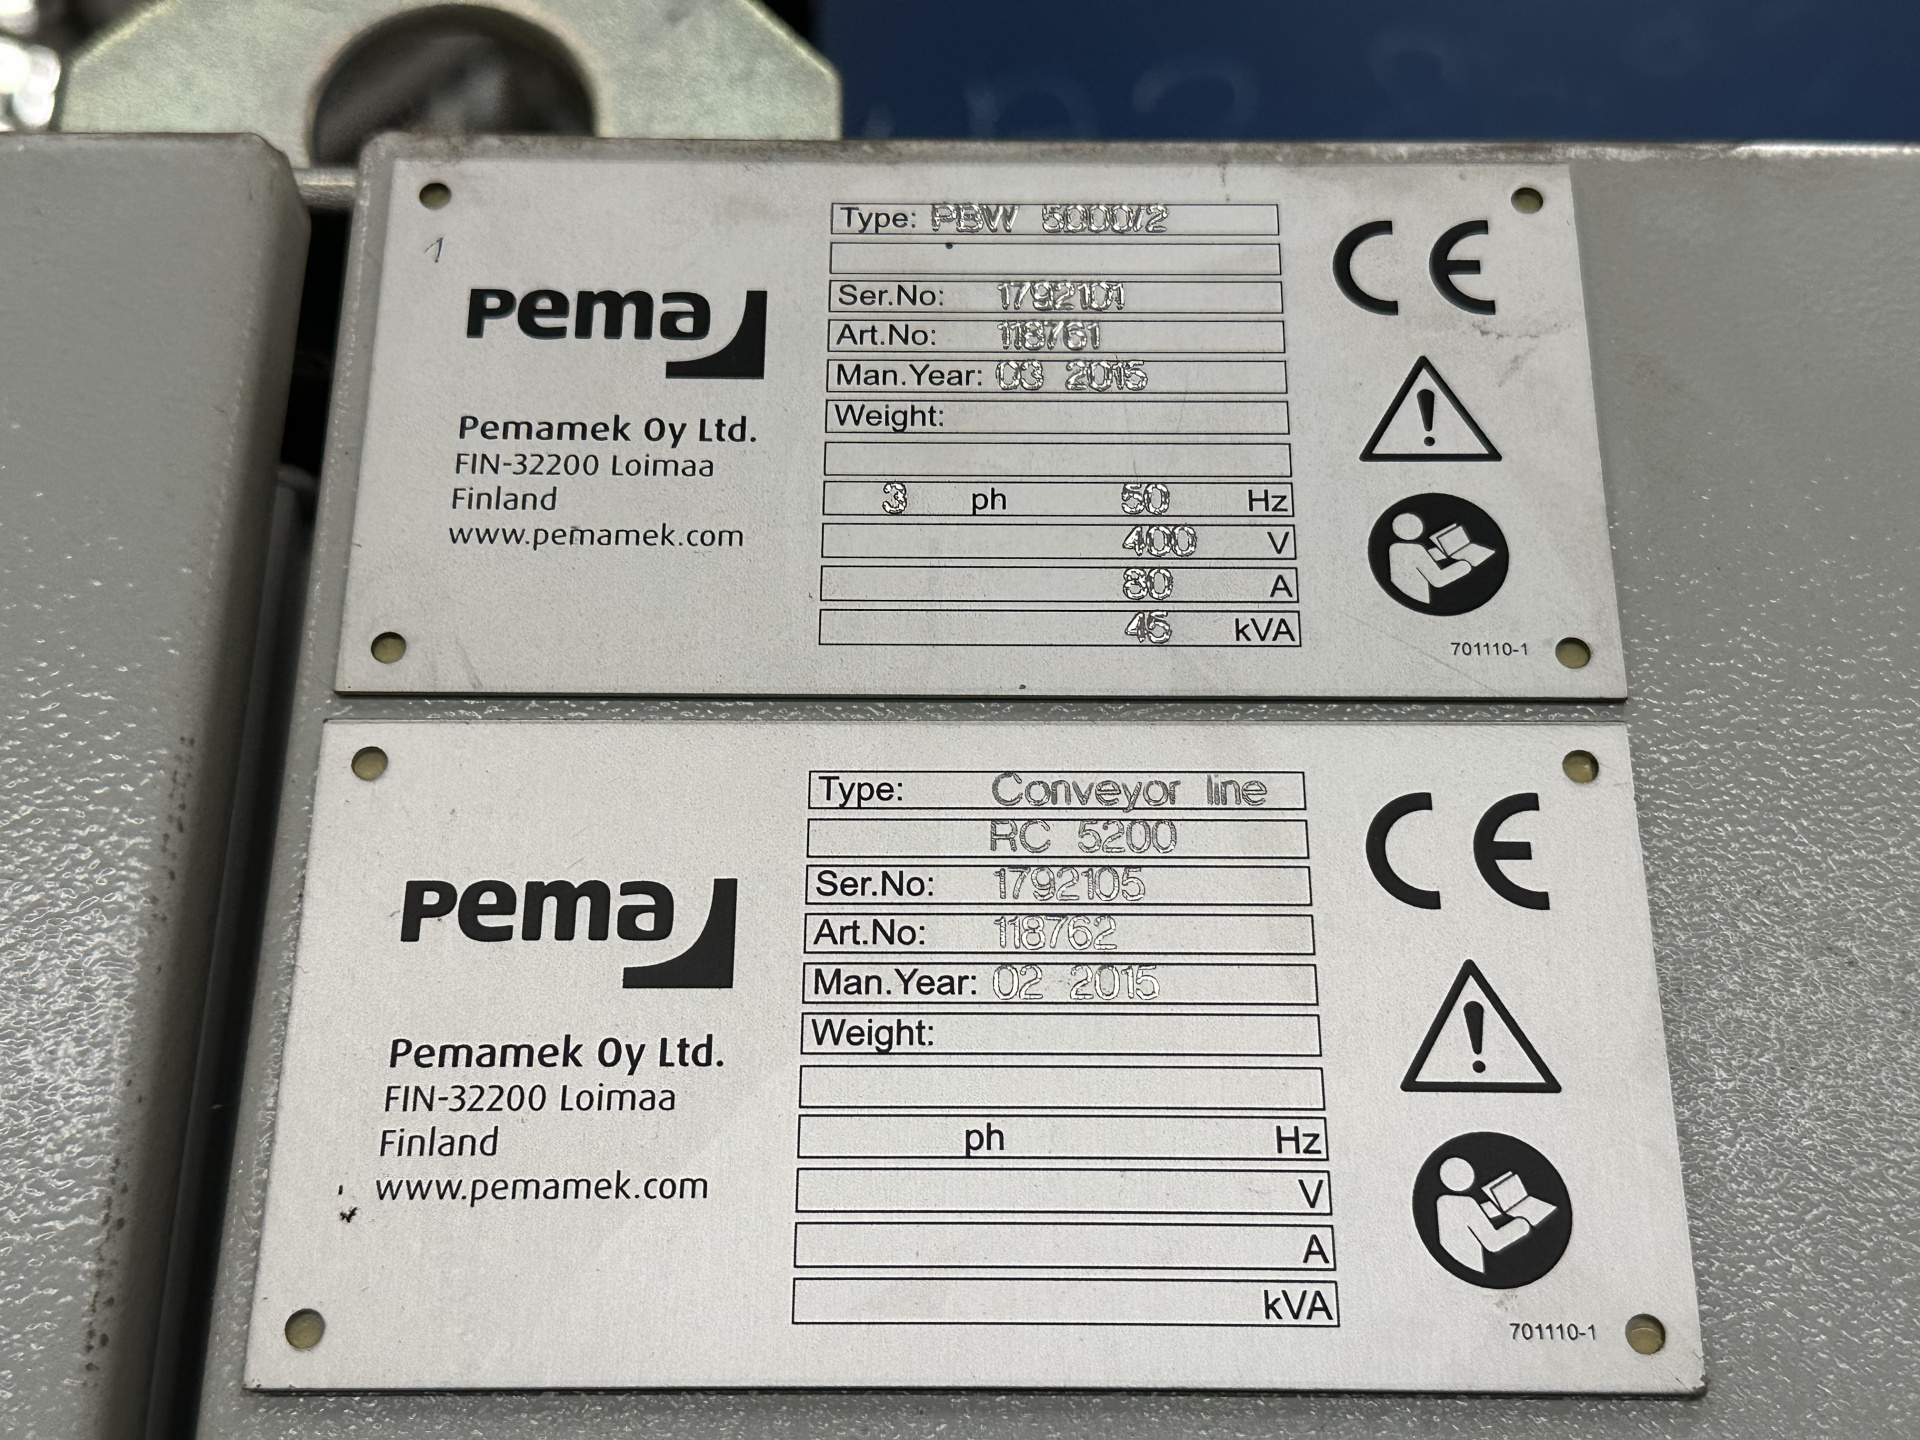 1
pema
Pemamek Oy Ltd.
FIN-32200 Loimaa
Finland
www.pemamek.com
Type: PBW 5000/2
Ser.No: 1792101
Art.No: 118761
Man.Year: 03 2015
Weight:
3 ph 50 Hz
400 V
80 A
45 kVA
CE
701110-1
pema
Pemamek Oy Ltd.
FIN-32200 Loimaa
Finland
www.pemamek.com
Type: Conveyor line
RC 5200
Ser.No: 1792105
Art.No: 118762
Man.Year: 02 2015
Weight:
ph Hz
V
A
kVA
CE
701110-1